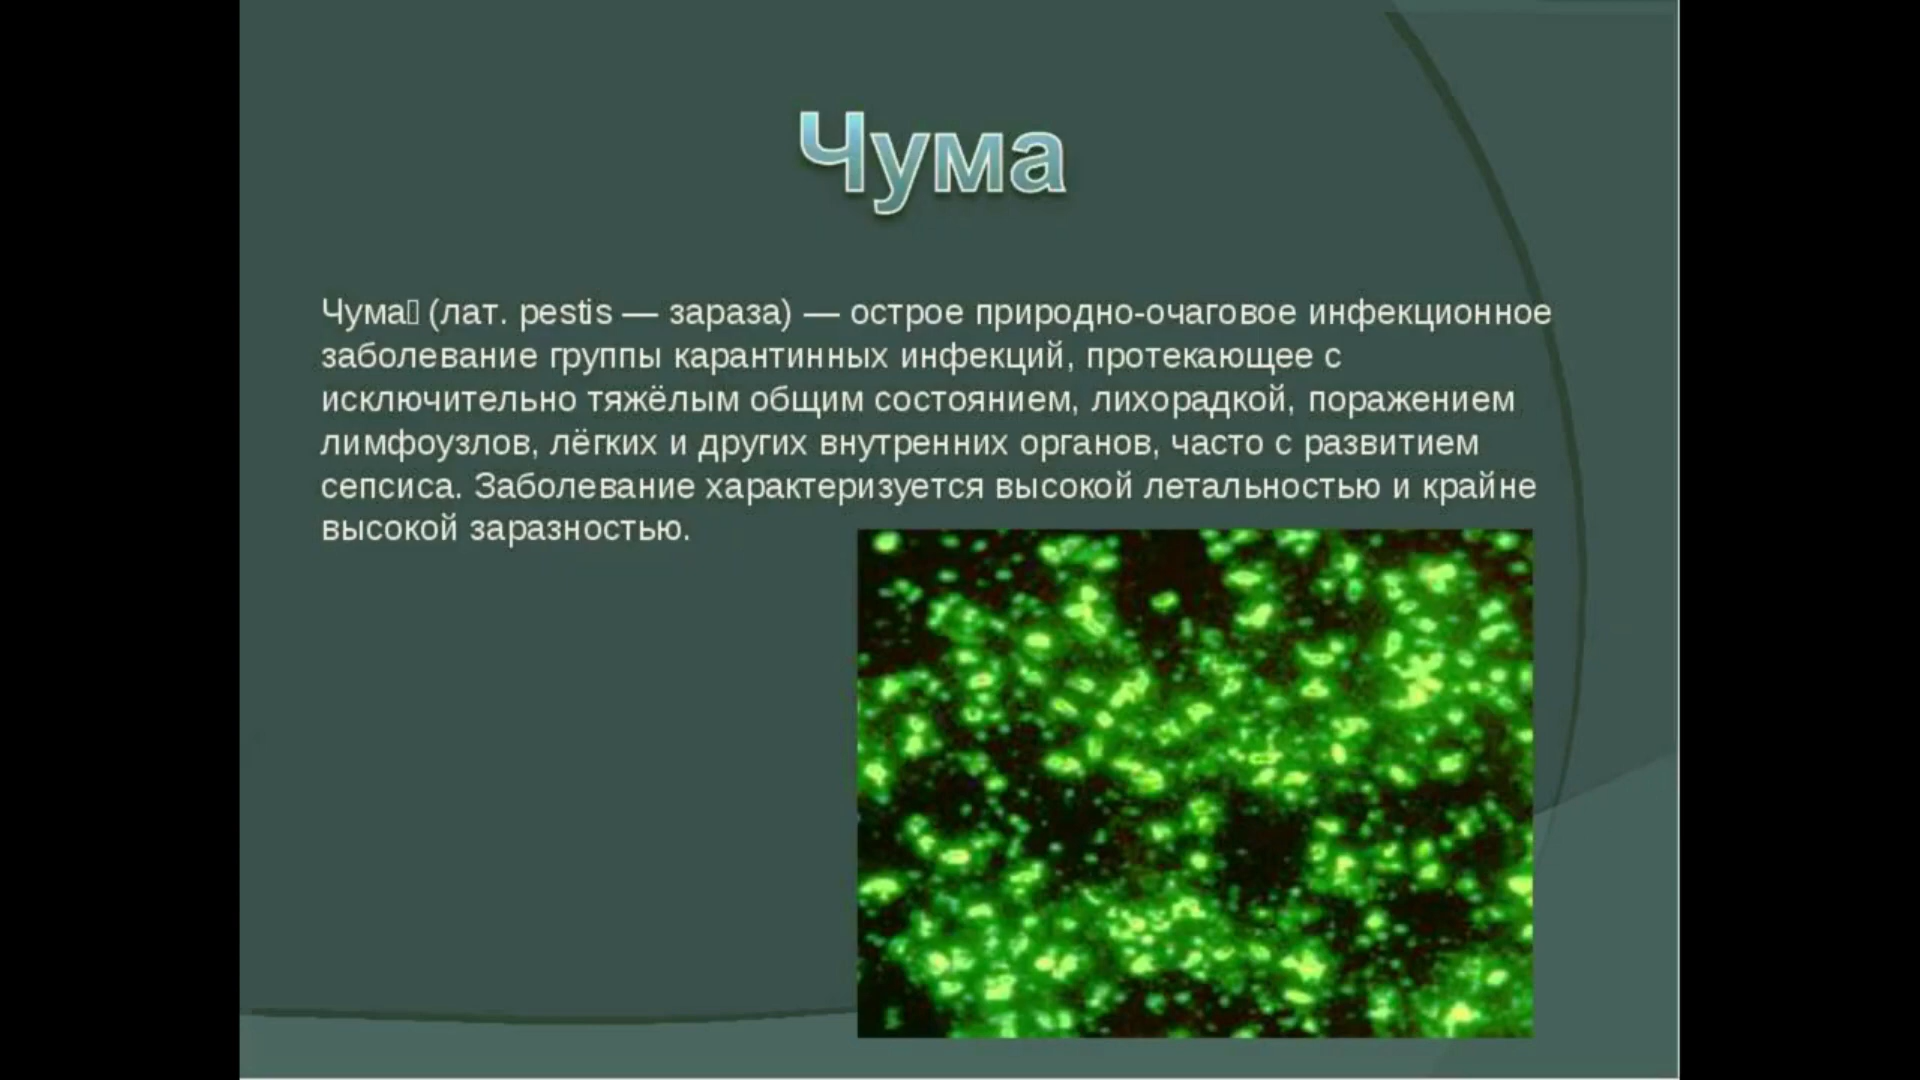 Чума
Чума (лат. pestis — зараза) — острое природно-очаговое инфекционное
заболевание группы карантинных инфекций, протекающее с
исключительно тяжёлым общим состоянием, лихорадкой, поражением
лимфоузлов, лёгких и других внутренних органов, часто с развитием
сепсиса. Заболевание характеризуется высокой летальностью и крайне
высокой заразностью.